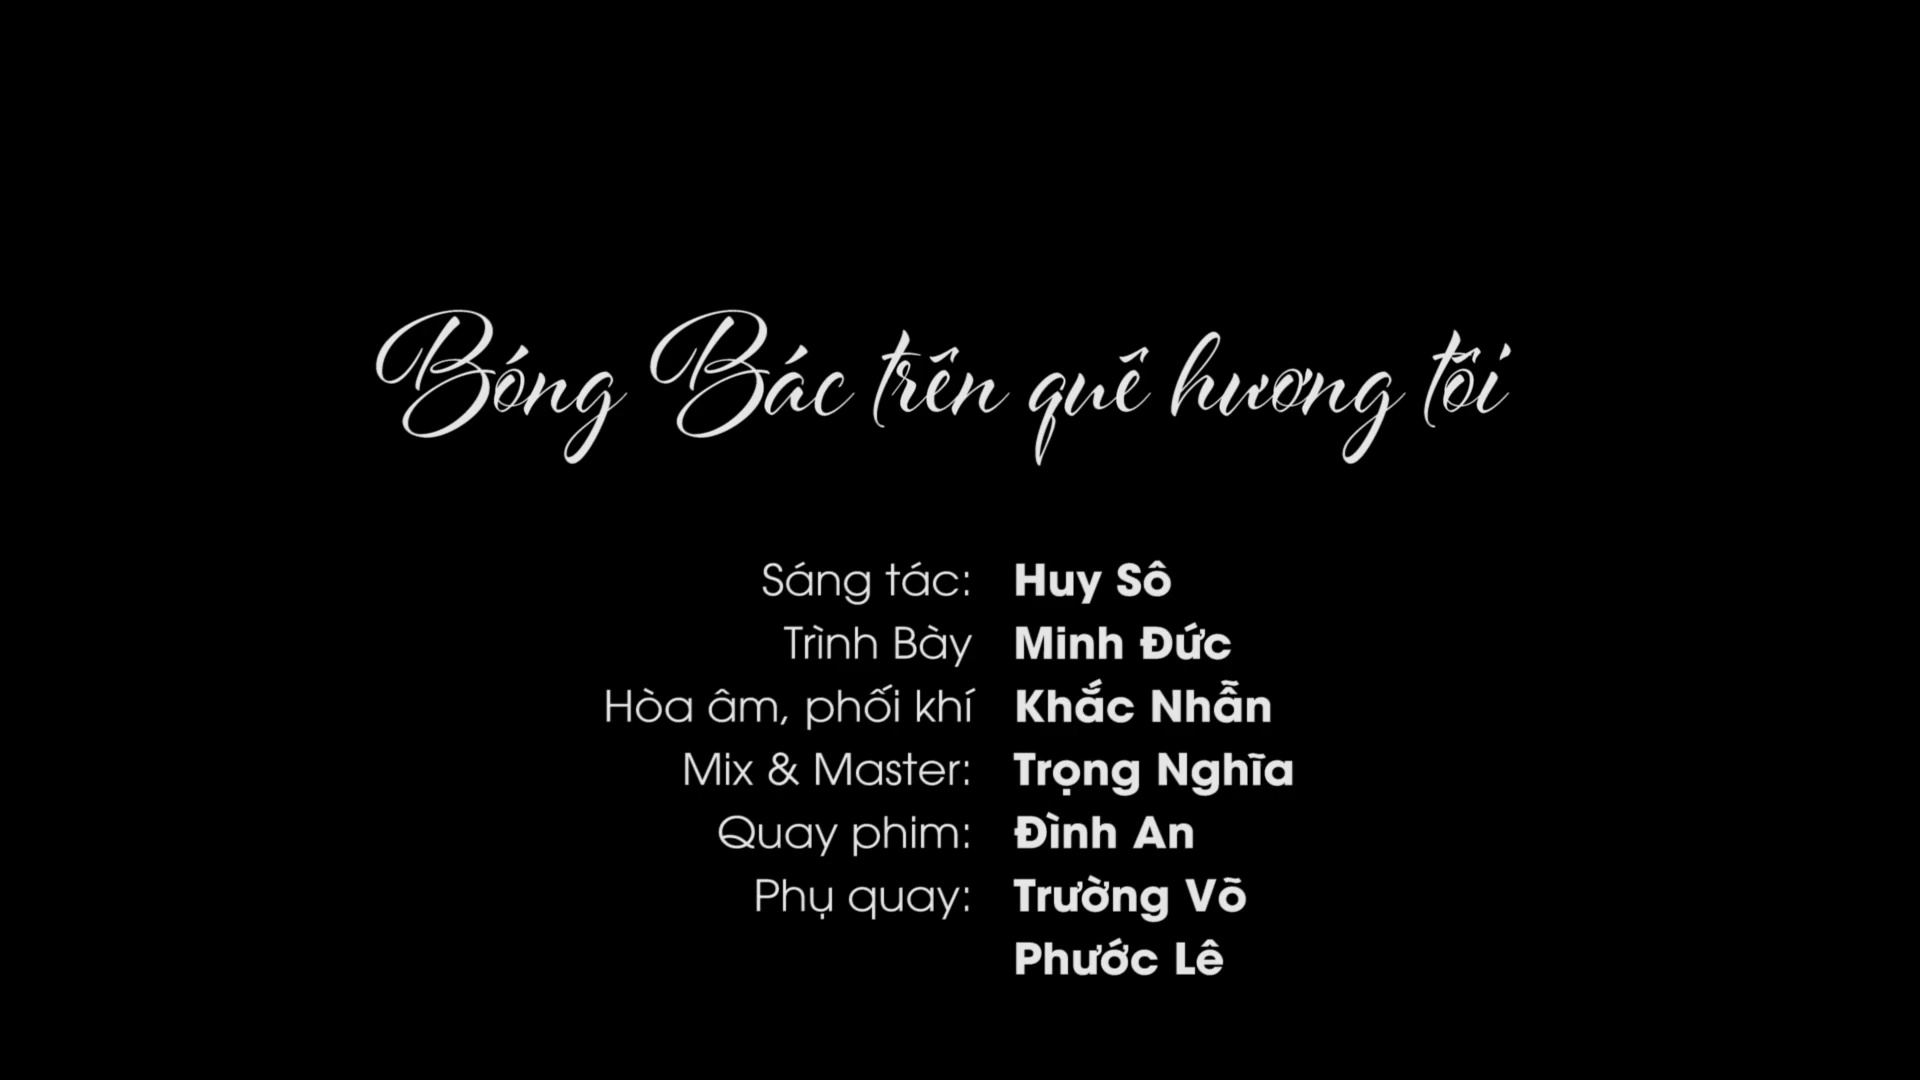 Bóng Bác trên quê hương tôi
Sáng tác: Huy Sô
Trình Bày Minh Đức
Hòa âm, phối khí Khắc Nhẫn
Mix & Master: Trọng Nghĩa
Quay phim: Đình An
Phụ quay: Trường Võ
Phước Lê